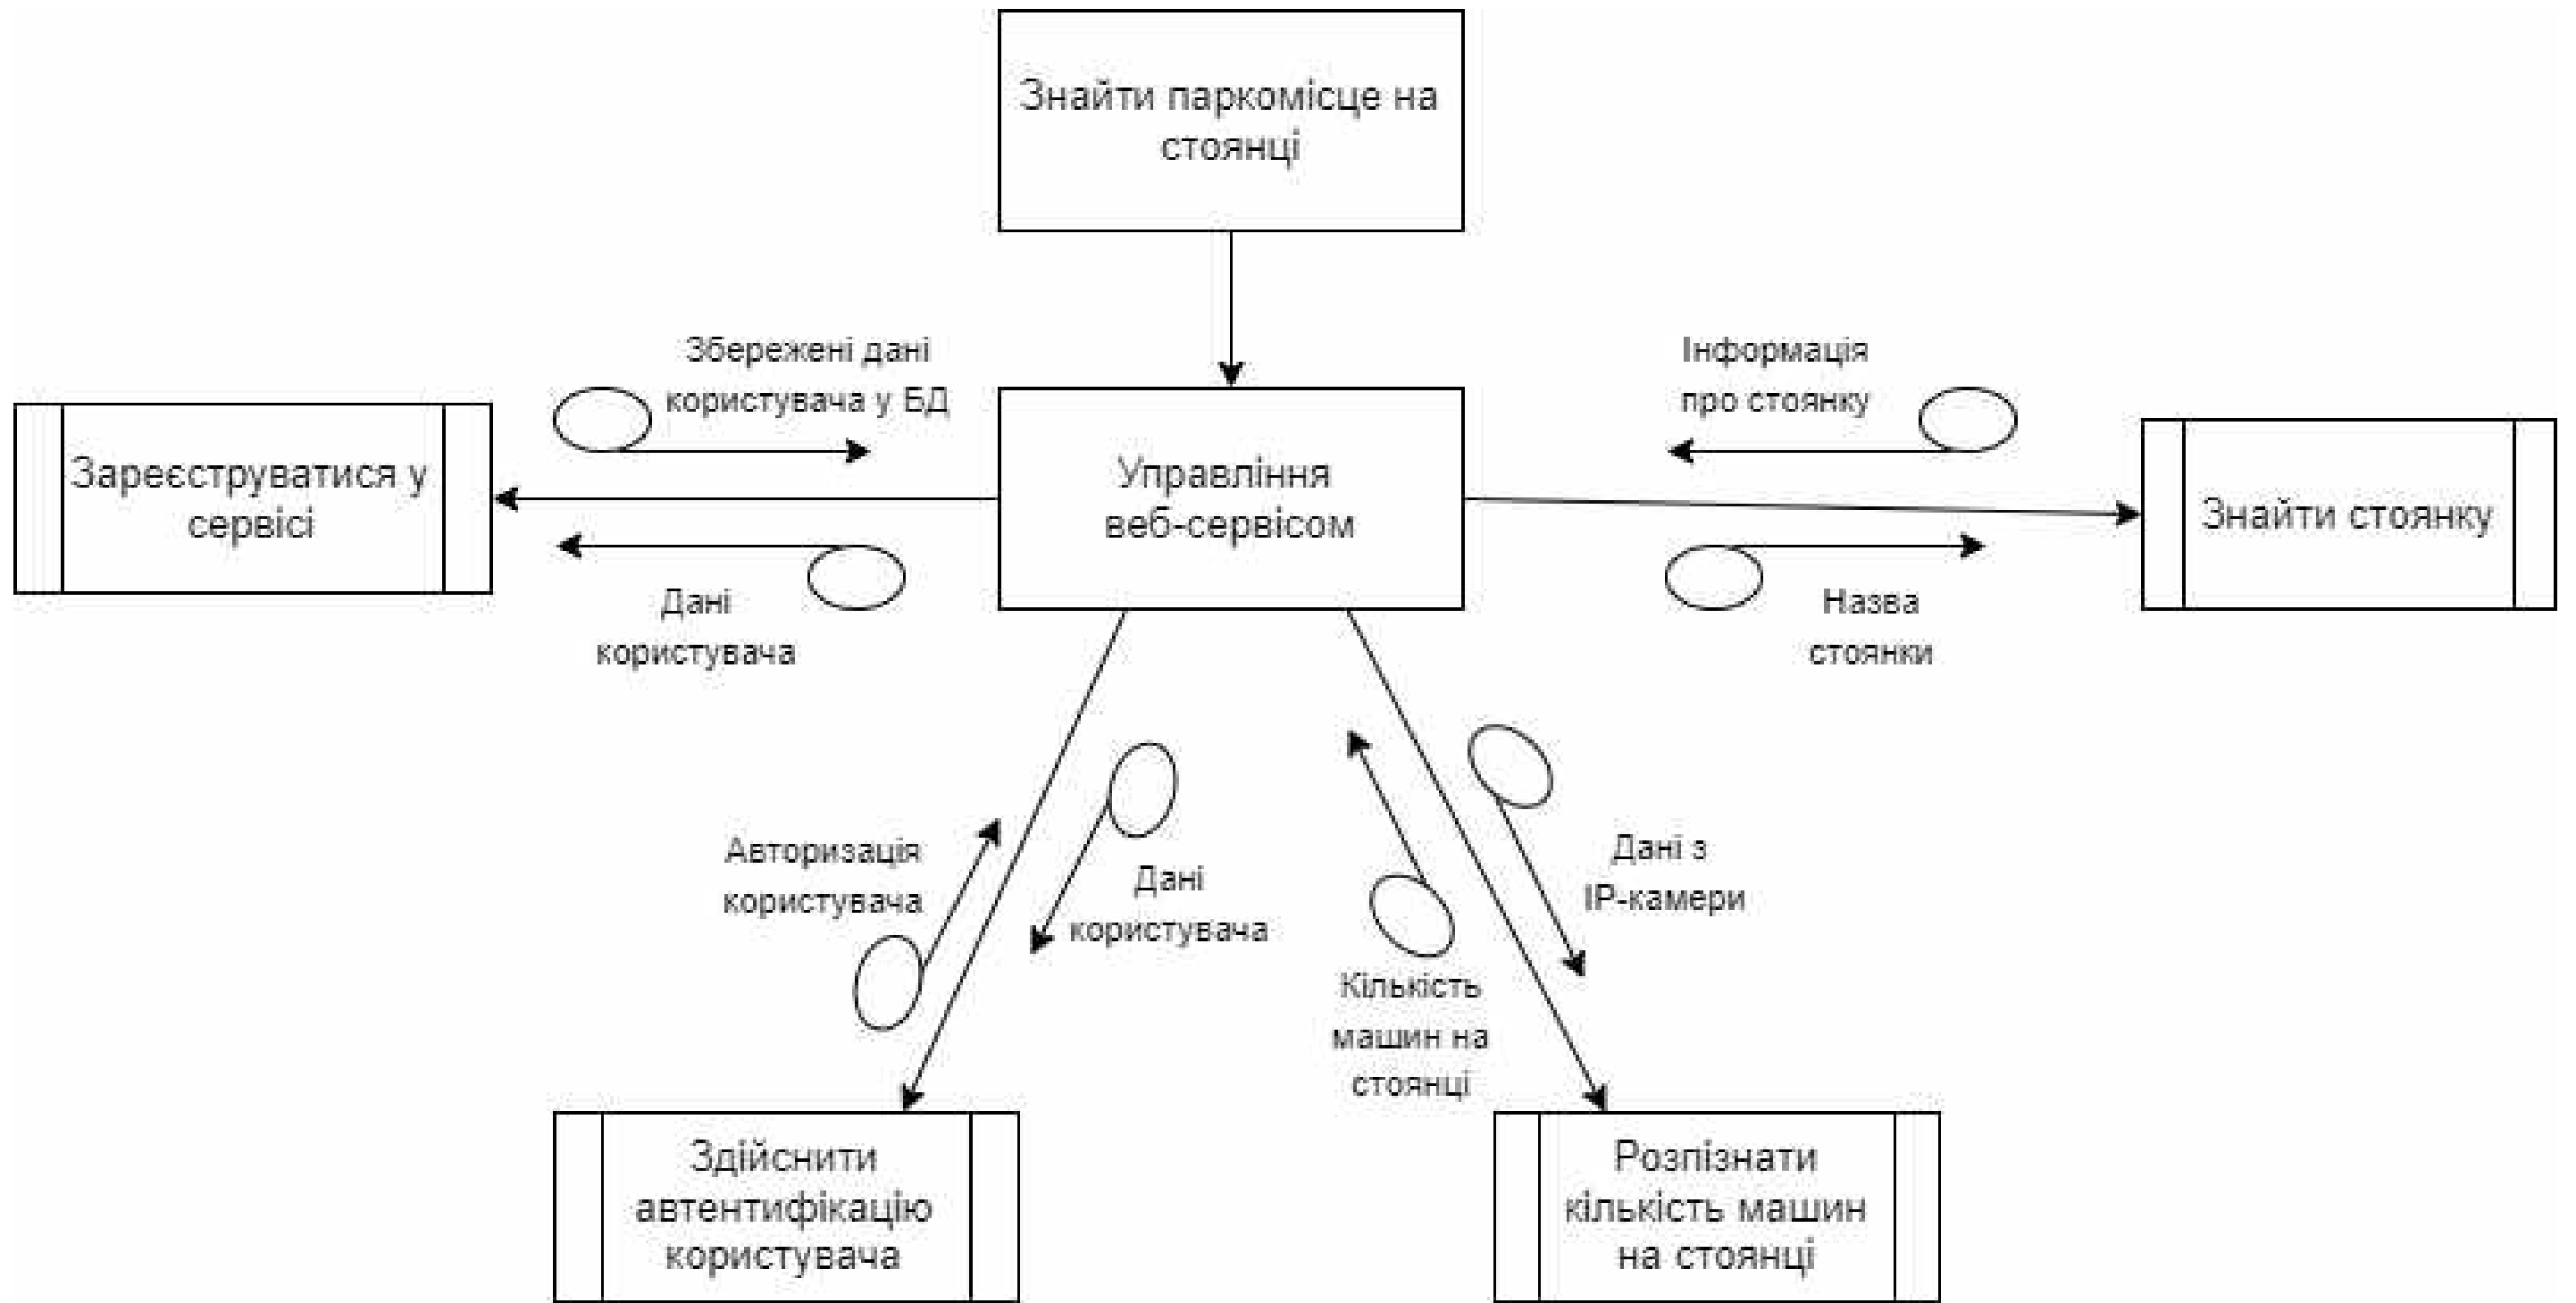 Знайти паркомісце на
стоянці
Збережені дані
користувача у БД
Інформація
про стоянку
Зареєструватися у
сервісі
Управління
веб-сервісом
Знайти стоянку
Дані
користувача
Назва
стоянки
Авторизація
користувача
Дані
користувача
Дані з
IP-камери
Кількість
машин на
стоянці
Здійснити
автентифікацію
користувача
Розпізнати
кількість машин
на стоянці